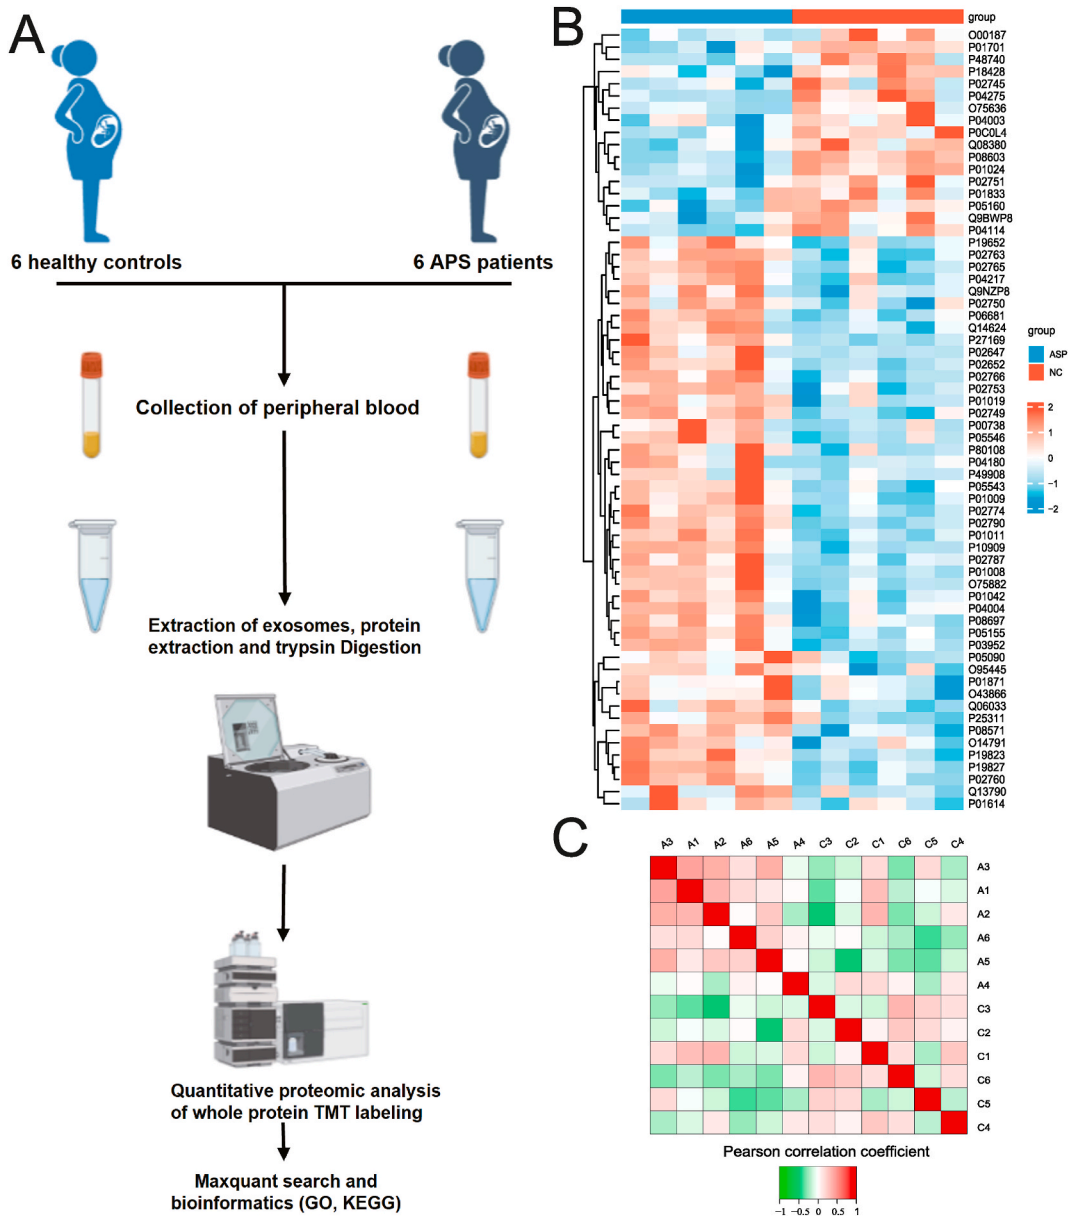 A
6 healthy controls
6 APS patients
Collection of peripheral blood
Extraction of exosomes, protein
extraction and trypsin Digestion
Quantitative proteomic analysis
of whole protein TMT labeling
Maxquant search and
bioinformatics (GO, KEGG)
B
group
O00187
P01701
P48740
P18428
P02745
P04275
O75636
P04003
P0C0L4
Q08380
P08603
P01024
P02751
P01833
P05160
Q9BWP8
P04114
P19652
P02763
P02765
P04217
Q9NZP8
P02750
P06681
Q14624
P27169
P02647
P02652
P02766
P02753
P01019
P02749
P00738
P05546
P80108
P04180
P49908
P05543
P01009
P02774
P02790
P01011
P10909
P02787
P01008
O75882
P01042
P04004
P08697
P05155
P03952
P05090
O95445
P01871
O43866
Q06033
P25311
P08571
O14791
P19823
P19827
P02760
Q13790
P01614
group
ASP
NC
2
1
0
−1
−2
C
A3 A1 A2 A6 A5 A4 C3 C2 C1 C6 C5 C4
A3
A1
A2
A6
A5
A4
C3
C2
C1
C6
C5
C4
Pearson correlation coefficient
−1 −0.5 0 0.5 1